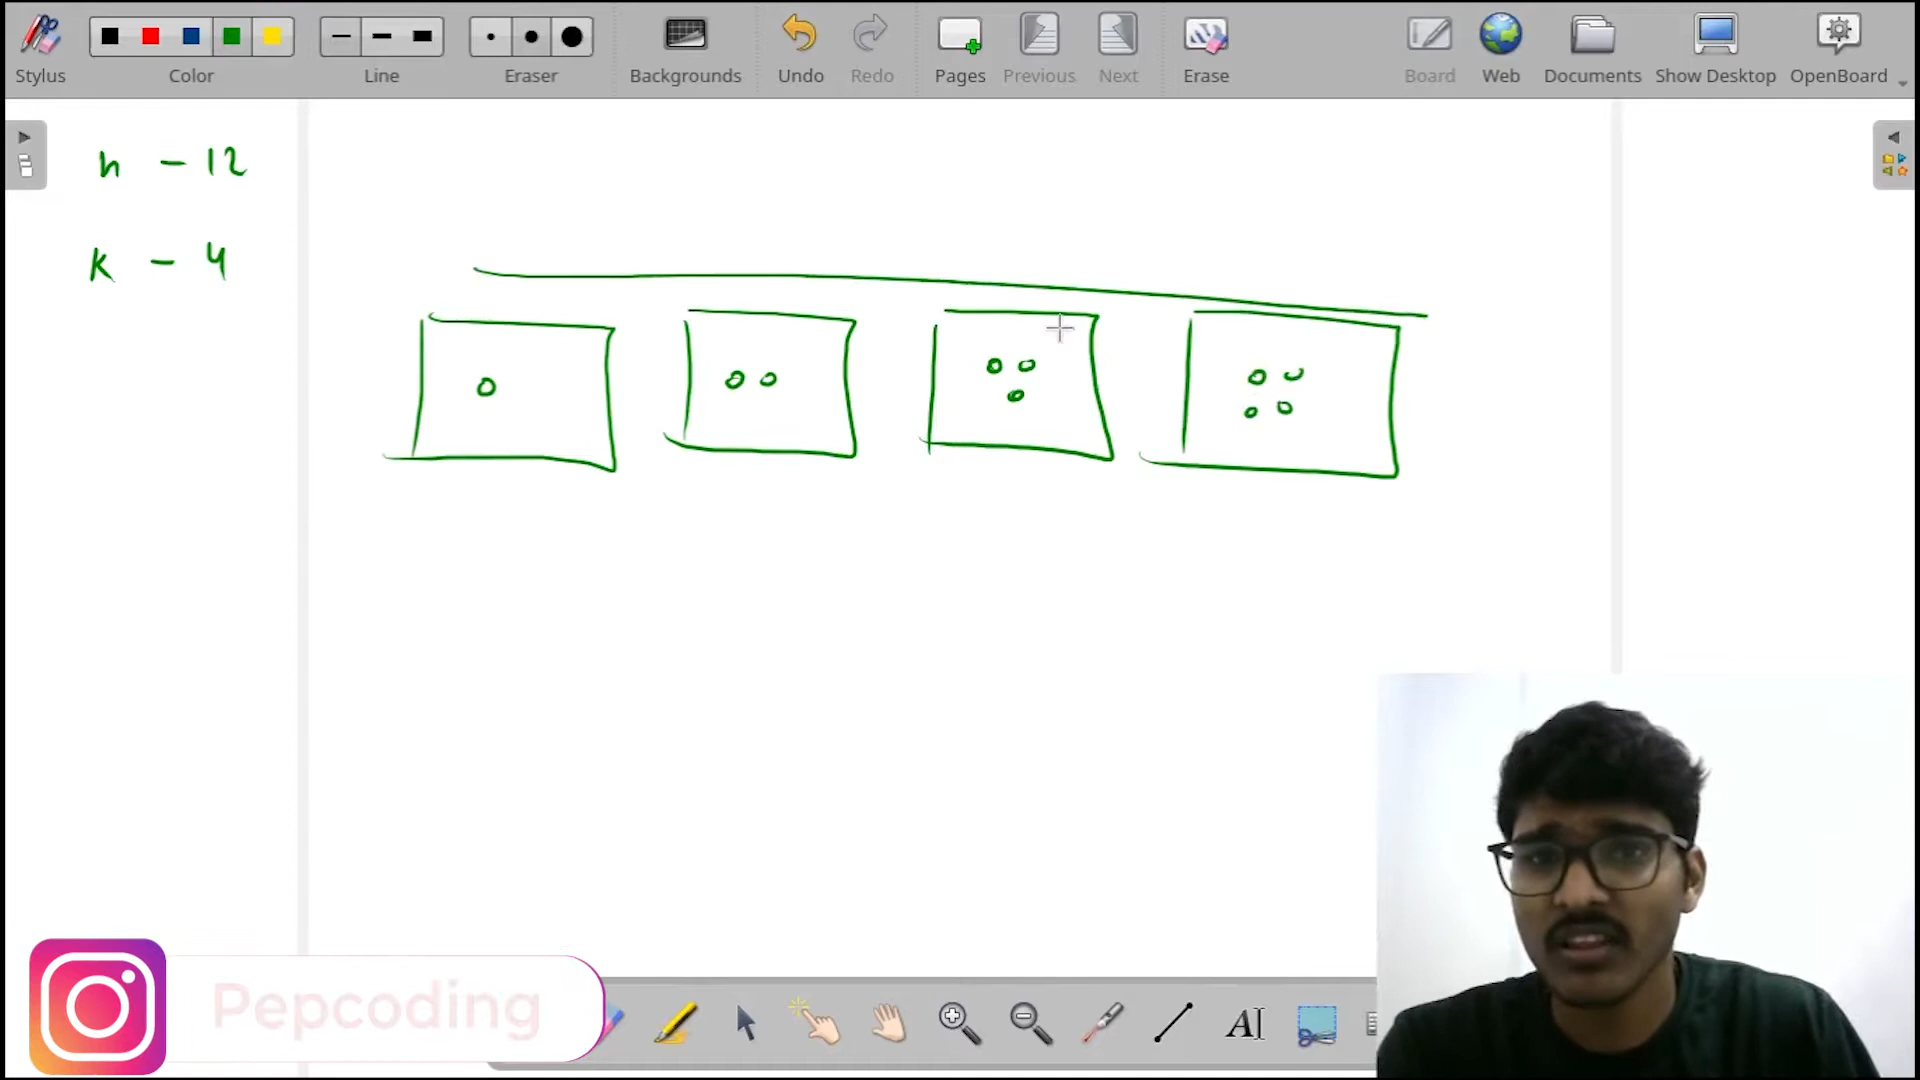 Stylus
Color
Line
Eraser
Backgrounds
Undo
Redo
Pages
Previous
Next
Erase
Board
Web
Documents
Show Desktop
OpenBoard
n - 12
k - 4
Pepcoding